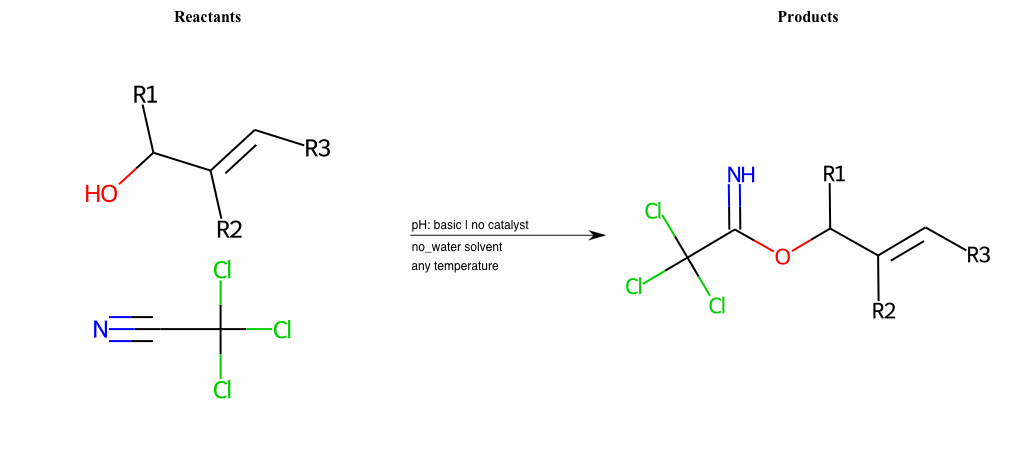 Reactants
Products
R1
R3
HO
R2
Cl
N
Cl
Cl
pH: basic | no catalyst
no_water solvent
any temperature
NH
R1
Cl
O
R3
Cl
Cl
R2